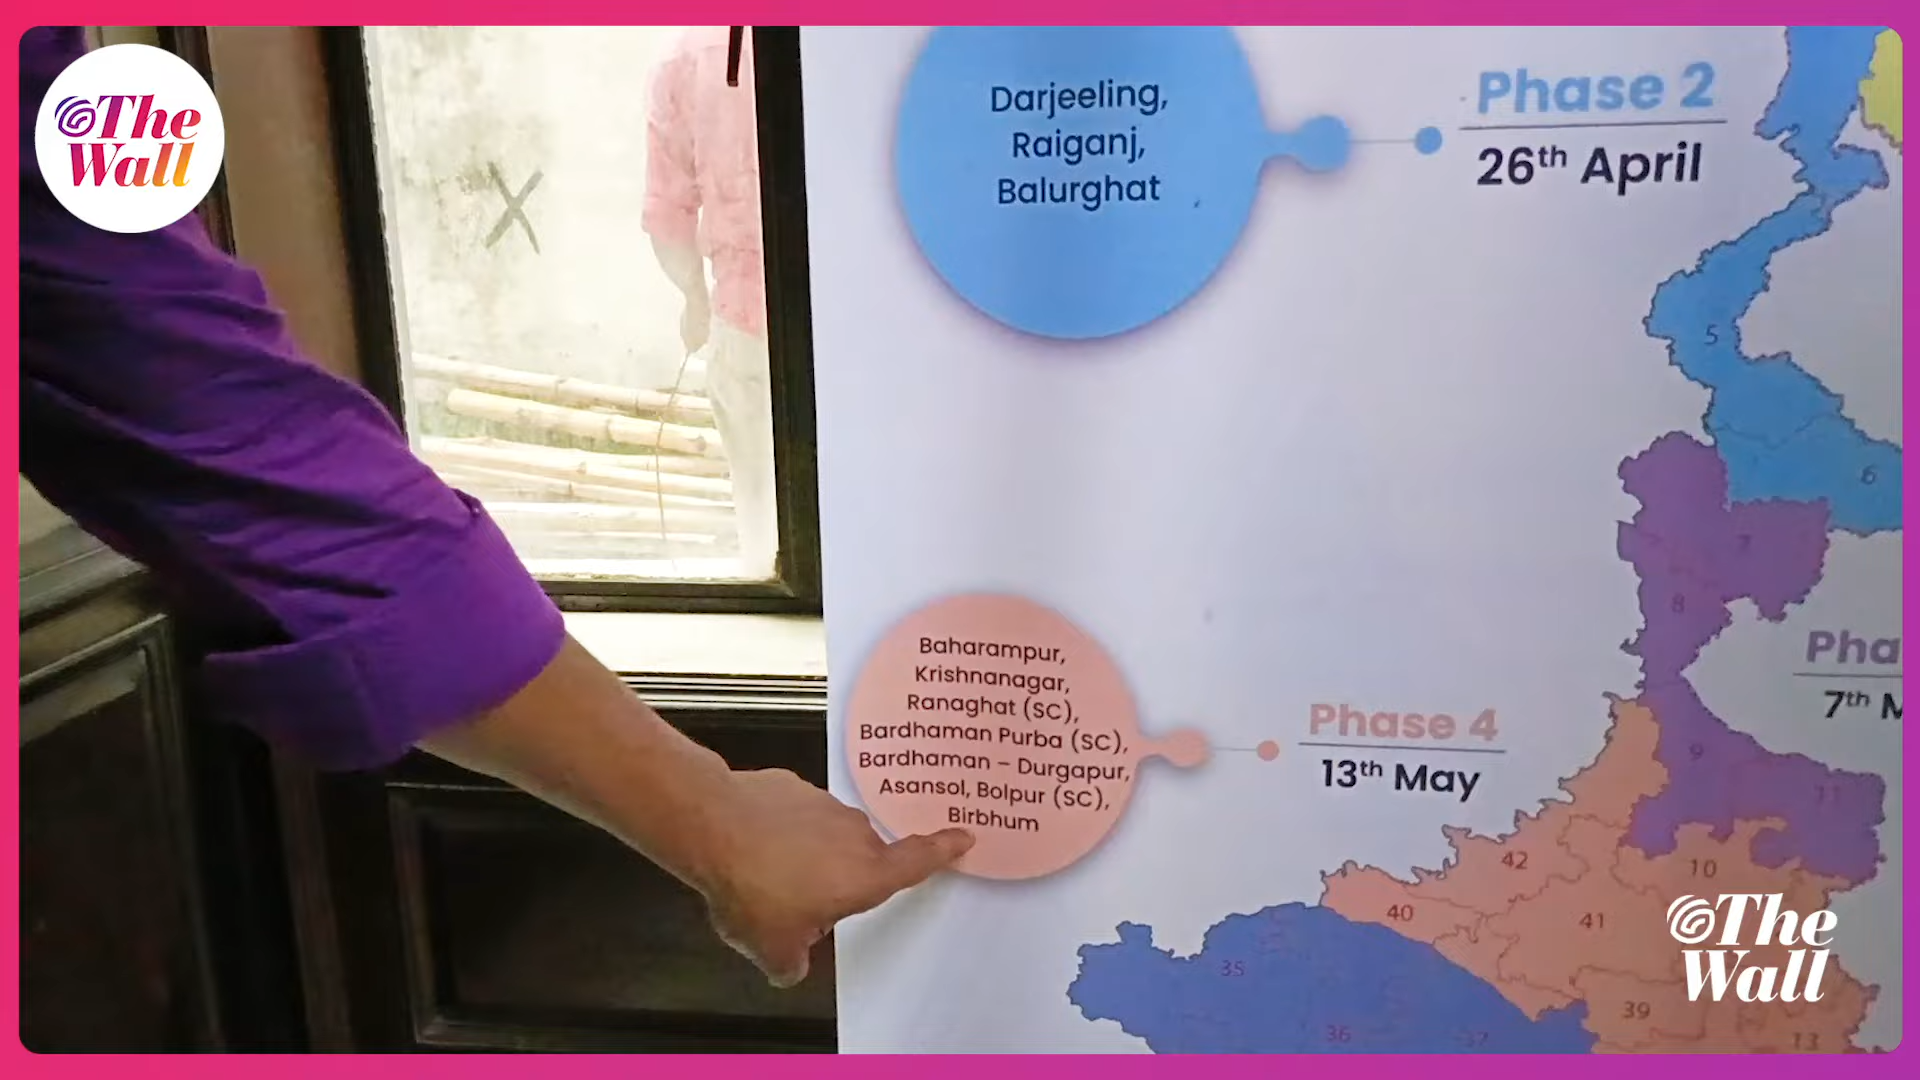 The
Wall
Darjeeling,
Raiganj,
Balurghat
Phase 2
26th April
5
6
7
8
Pha
7th M
Baharampur,
Krishnanagar,
Ranaghat (SC),
Bardhaman Purba (SC),
Bardhaman – Durgapur,
Asansol, Bolpur (SC),
Birbhum
Phase 4
13th May
9
11
42
10
40
41
35
39
36
37
13
The
Wall